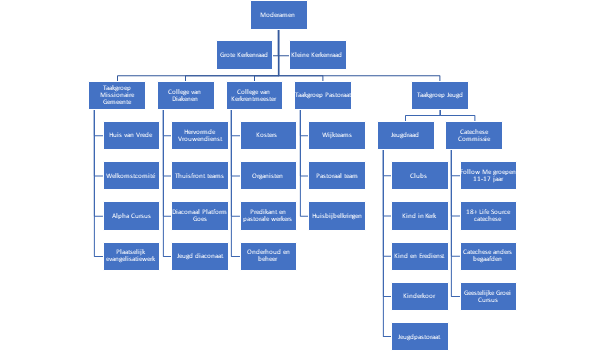 Moderamen
Grote Kerkenraad
Kleine Kerkenraad
Taakgroep
Missionaire
Gemeente
College van
Diakenen
College van
Kerkrentmeester
Taakgroep Pastoraat
Taakgroep Jeugd
Huis van Vrede
Welkomstcomité
Alpha Cursus
Plaatselijk
evangelisatiewerk
Hervormde
Vrouwendienst
Thuisfront teams
Diaconaal Platform
Goes
Jeugd diaconaat
Kosters
Organisten
Predikant en
pastorale werkers
Onderhoud en
beheer
Wijkteams
Pastoraal team
Huisbijbelkringen
Jeugdraad
Clubs
Kind in Kerk
Kind en Eredienst
Kinderkoor
Jeugdpastoraat
Catechese
Commissie
Follow Me groepen
11-17 jaar
18+ Life Source
catechese
Catechese anders
begaafden
Geestelijke Groei
Cursus